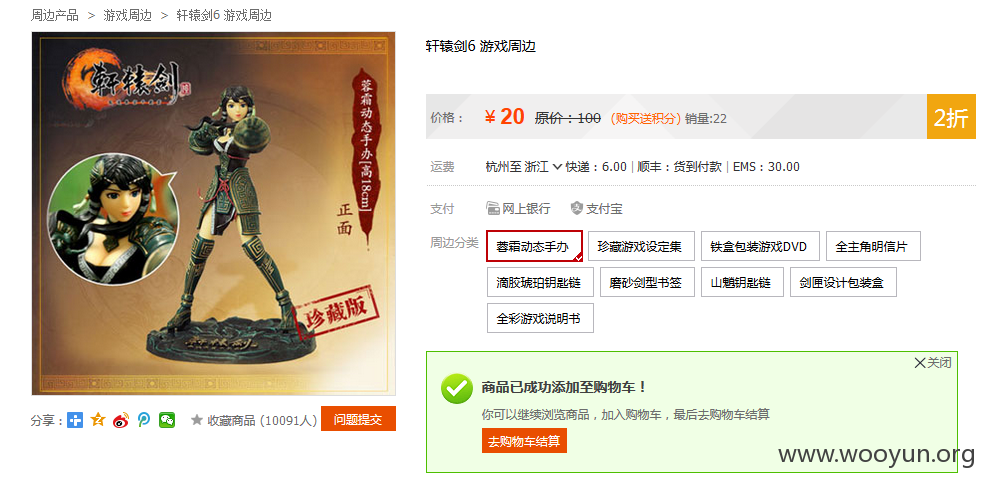 周边产品 > 游戏周边 > 轩辕剑6 游戏周边
轩辕剑
蓉霜动态手办[高18cm]
正面
珍藏版
轩辕剑6 游戏周边
价格： ¥ 20 原价：100 (购买送积分) 销量:22
2折
运费 杭州至 浙江 快递：6.00 | 顺丰：货到付款 | EMS：30.00
支付 网上银行 支付宝
周边分类 蓉霜动态手办 珍藏游戏设定集 铁盒包装游戏DVD 全主角明信片
滴胶琥珀钥匙链 磨砂剑型书签 山魈钥匙链 剑匣设计包装盒
全彩游戏说明书
关闭
商品已成功添加至购物车！
你可以继续浏览商品，加入购物车，最后去购物车结算
去购物车结算
分享： 收藏商品 (10091人) 问题提交
www.wooyun.org